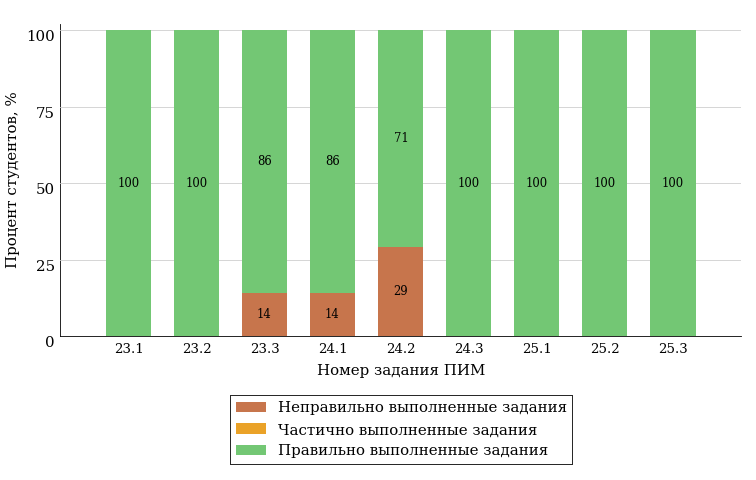 Процент студентов, %
100
75
50
25
0
100
100
86
14
86
14
71
29
100
100
100
100
23.1 23.2 23.3 24.1 24.2 24.3 25.1 25.2 25.3
Номер задания ПИМ
Неправильно выполненные задания
Частично выполненные задания
Правильно выполненные задания